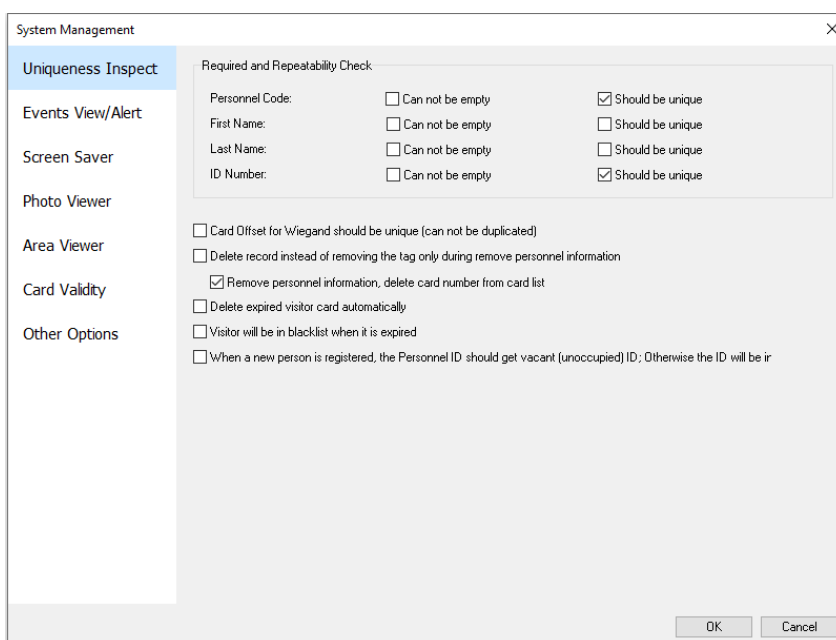 System Management
Uniqueness Inspect
Events View/Alert
Screen Saver
Photo Viewer
Area Viewer
Card Validity
Other Options
Required and Repeatability Check
Personnel Code: Can not be empty Should be unique
First Name: Can not be empty Should be unique
Last Name: Can not be empty Should be unique
ID Number: Can not be empty Should be unique
Card Offset for Wiegand should be unique (can not be duplicated)
Delete record instead of removing the tag only during remove personnel information
Remove personnel information, delete card number from card list
Delete expired visitor card automatically
Visitor will be in blacklist when it is expired
When a new person is registered, the Personnel ID should get vacant (unoccupied) ID; Otherwise the ID will be ir
OK Cancel